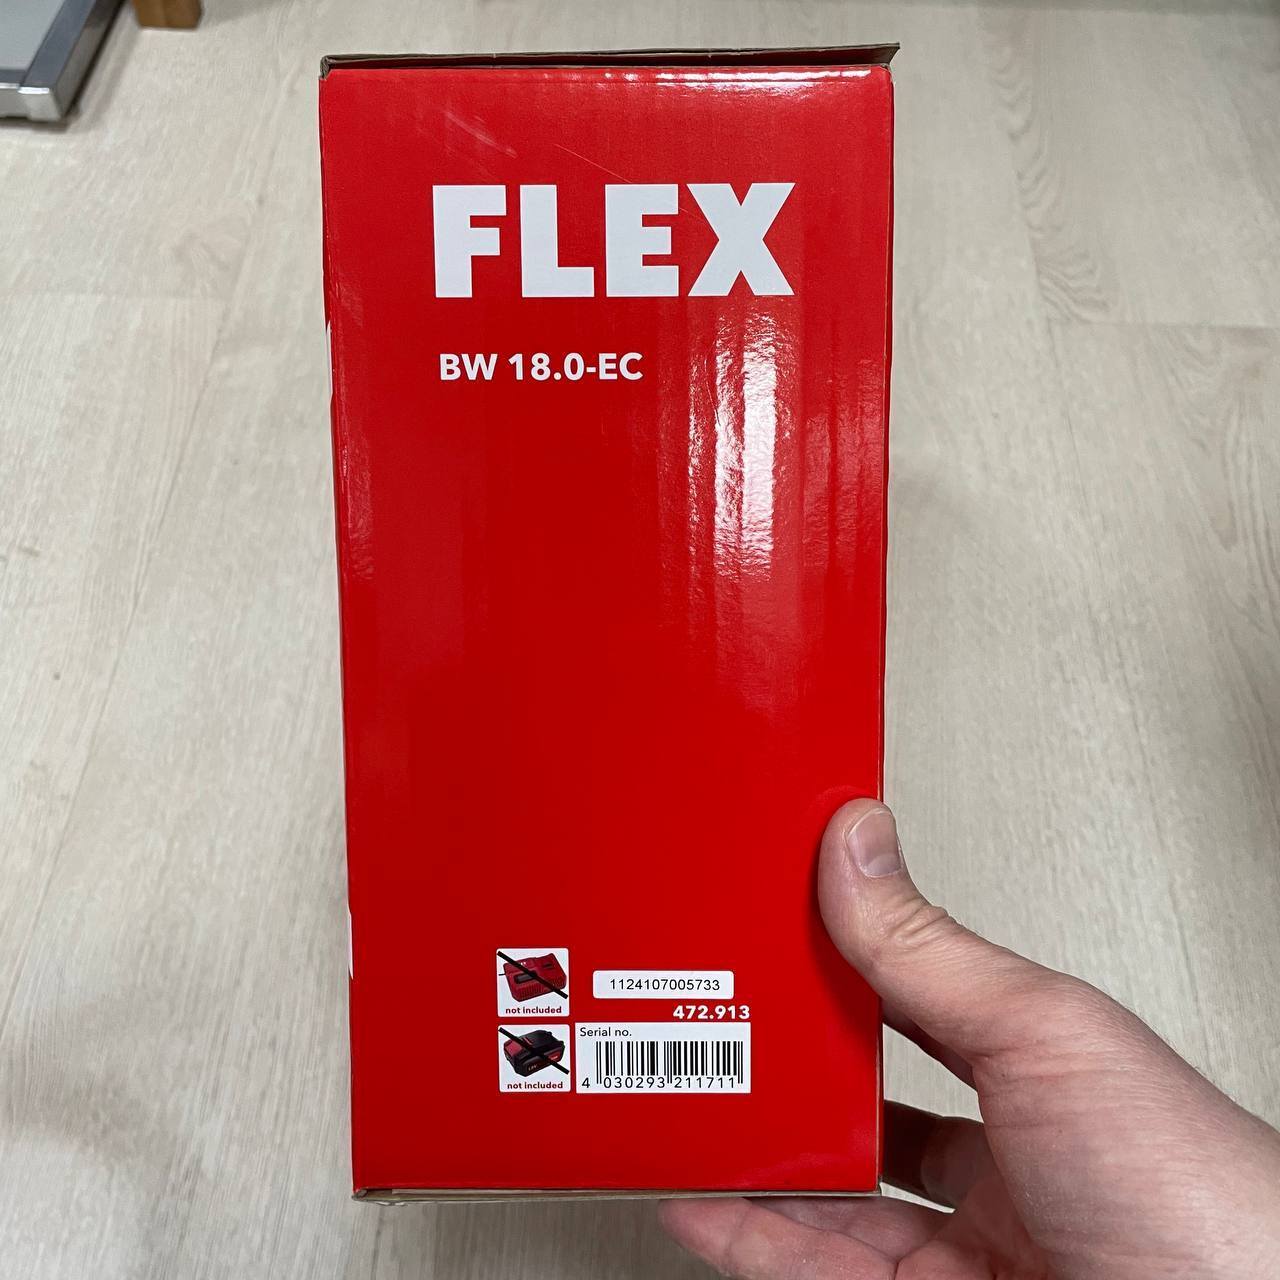 FLEX
BW 18.0-EC
not included
1124107005733
472.913
not included
Serial no.
4 030293 211711